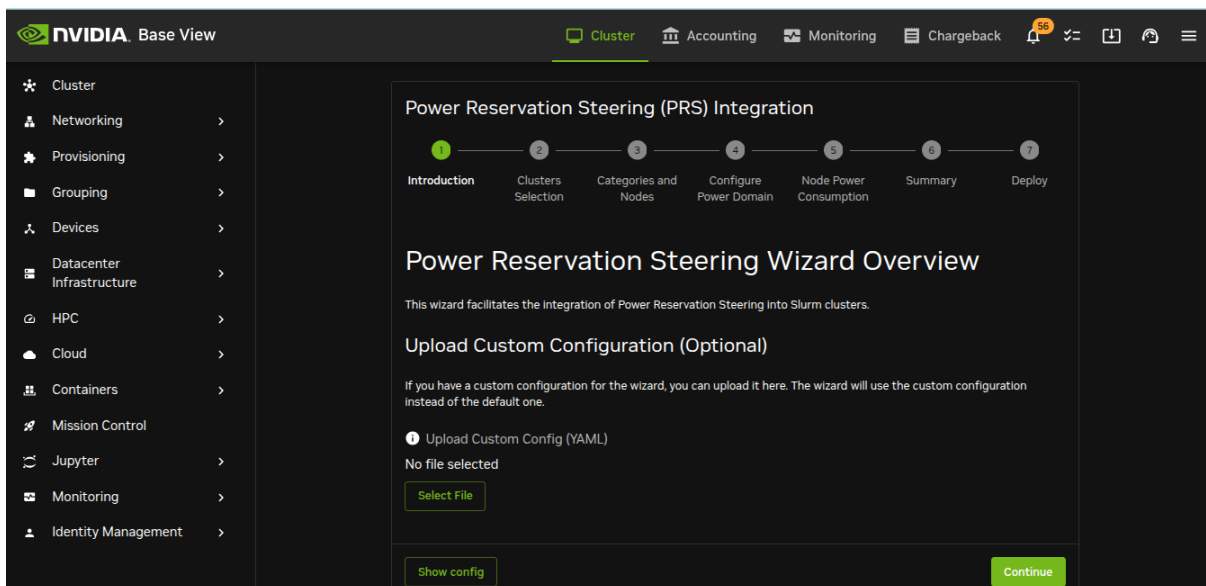 NVIDIA. Base View
Cluster
Accounting
Monitoring
Chargeback
56
Cluster
Networking
Provisioning
Grouping
Devices
Datacenter
Infrastructure
HPC
Cloud
Containers
Mission Control
Jupyter
Monitoring
Identity Management
Power Reservation Steering (PRS) Integration
1
2
3
4
5
6
7
Introduction
Clusters
Selection
Categories and
Nodes
Configure
Power Domain
Node Power
Consumption
Summary
Deploy
Power Reservation Steering Wizard Overview
This wizard facilitates the integration of Power Reservation Steering into Slurm clusters.
Upload Custom Configuration (Optional)
If you have a custom configuration for the wizard, you can upload it here. The wizard will use the custom configuration
instead of the default one.
Upload Custom Config (YAML)
No file selected
Select File
Show config
Continue